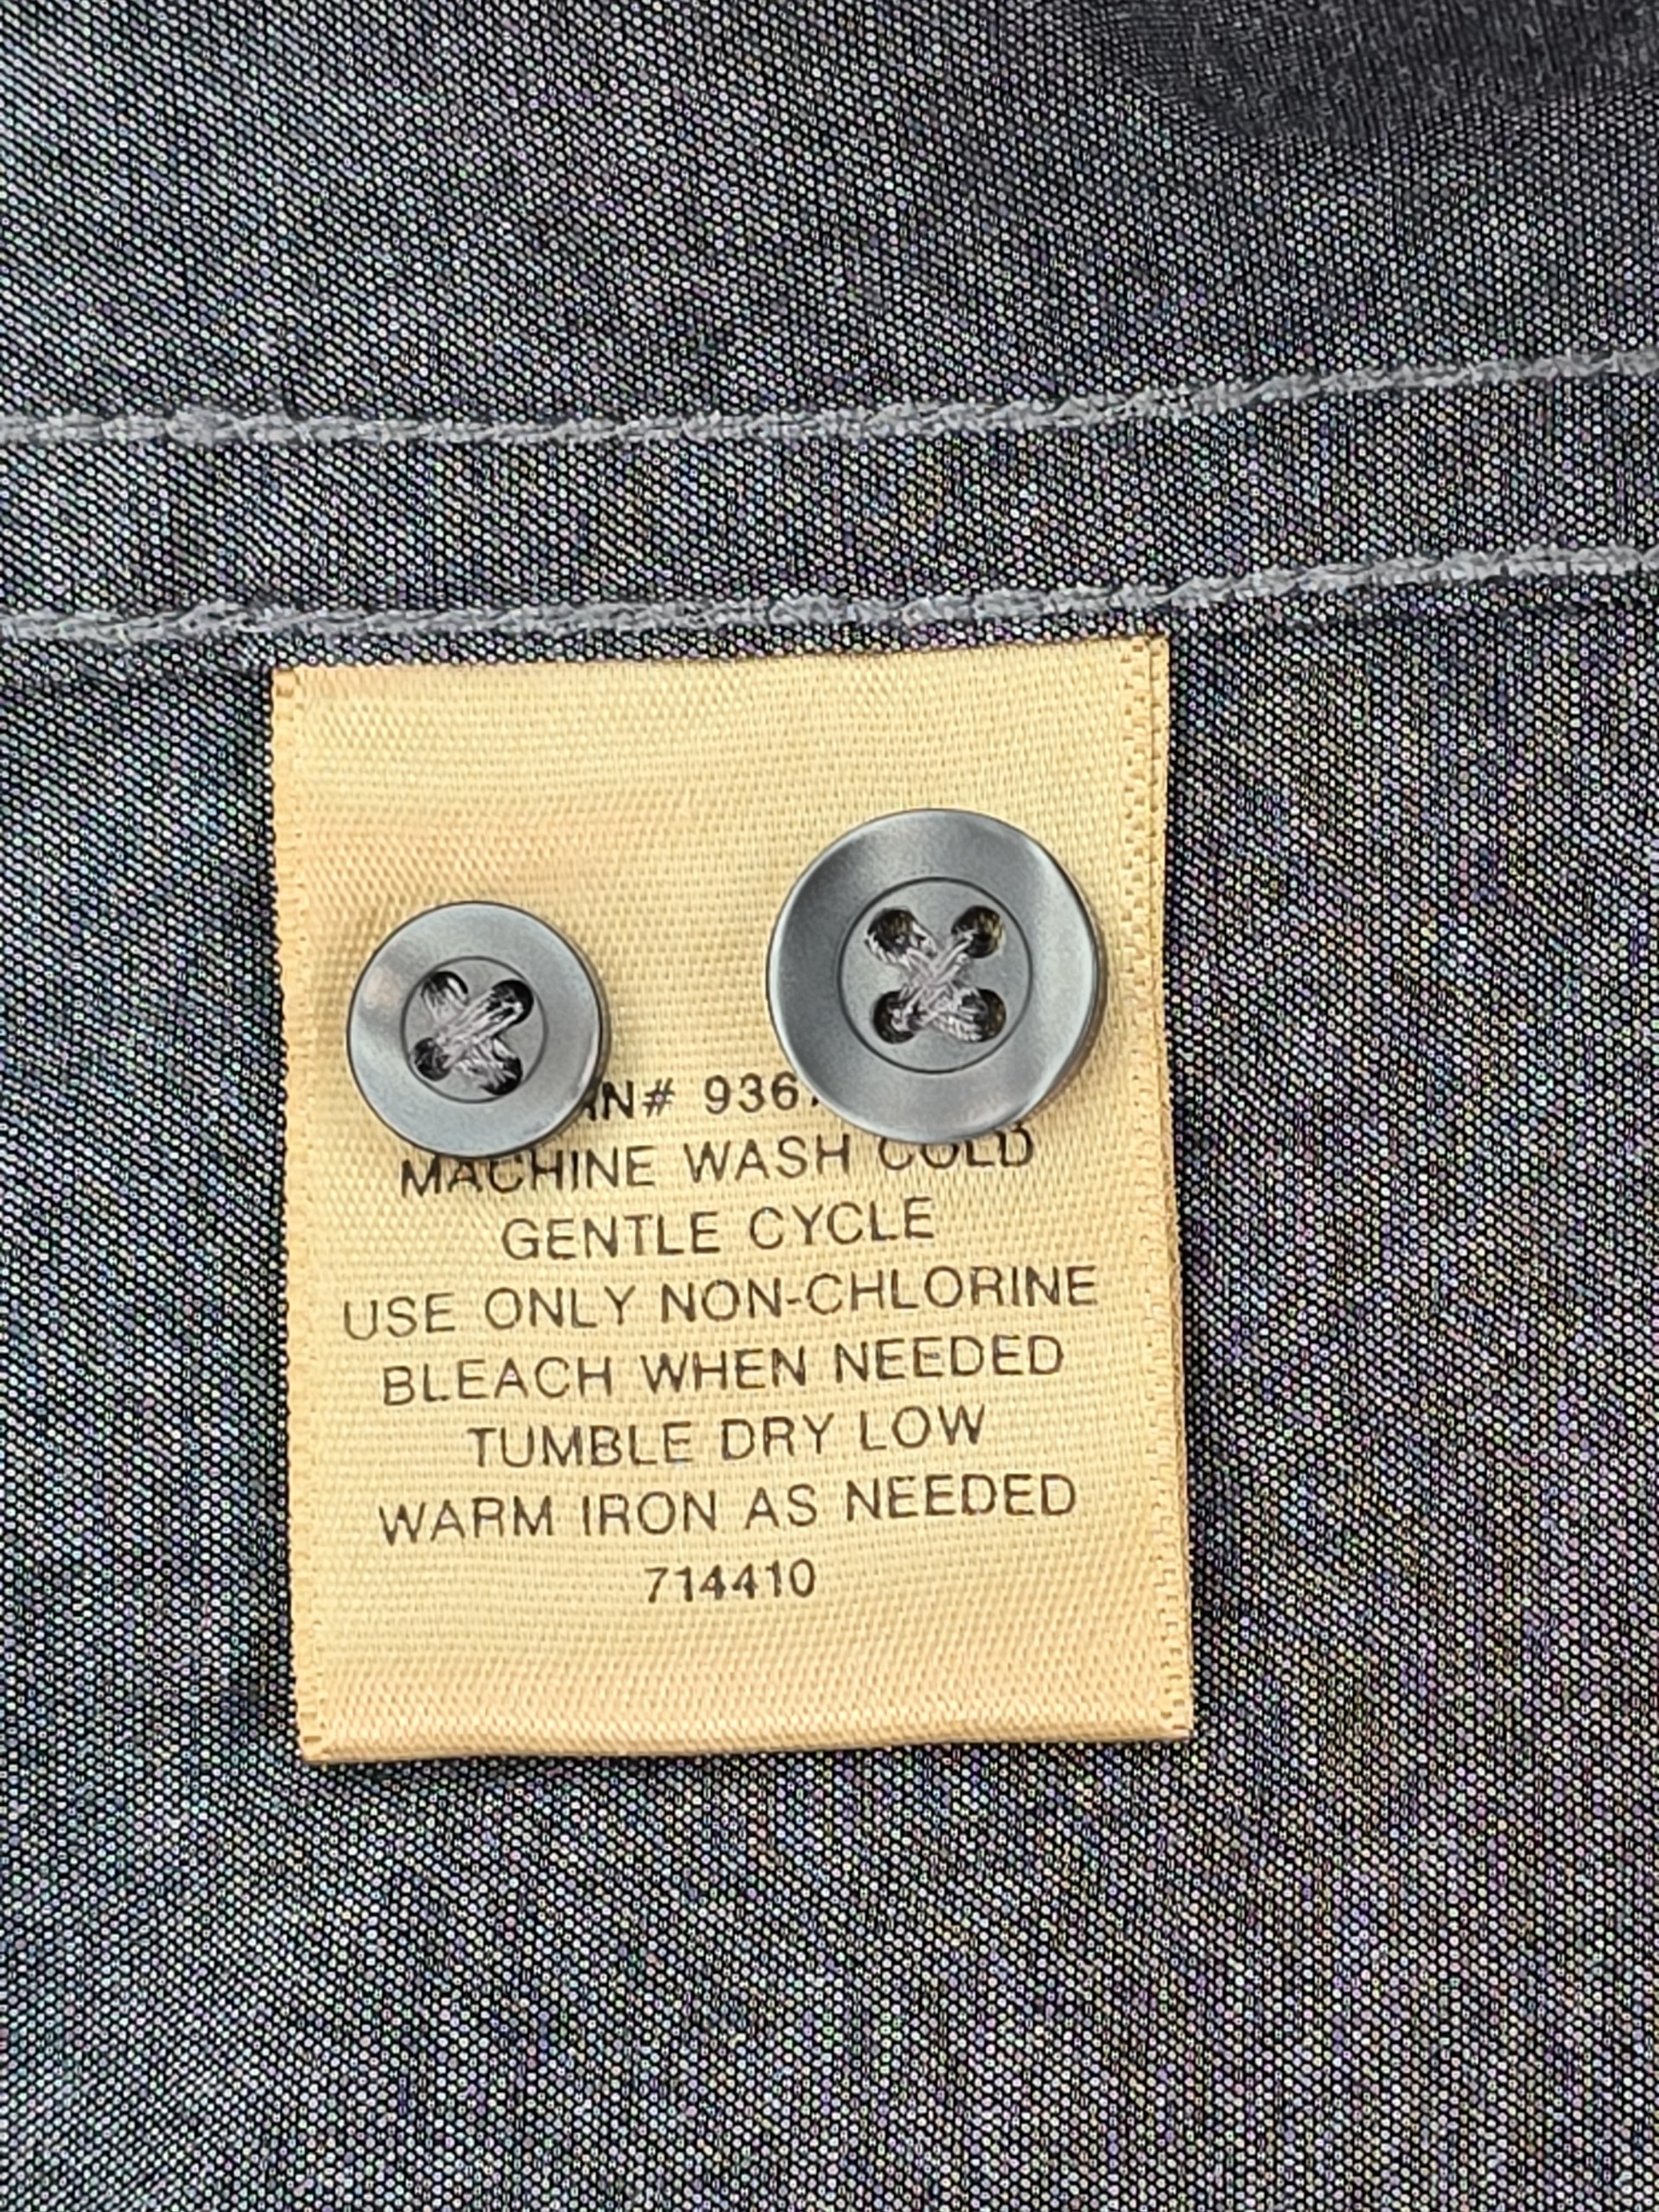 MACHINE WASH COLD
GENTLE CYCLE
USE ONLY NON-CHLORINE
BLEACH WHEN NEEDED
TUMBLE DRY LOW
WARM IRON AS NEEDED
714410